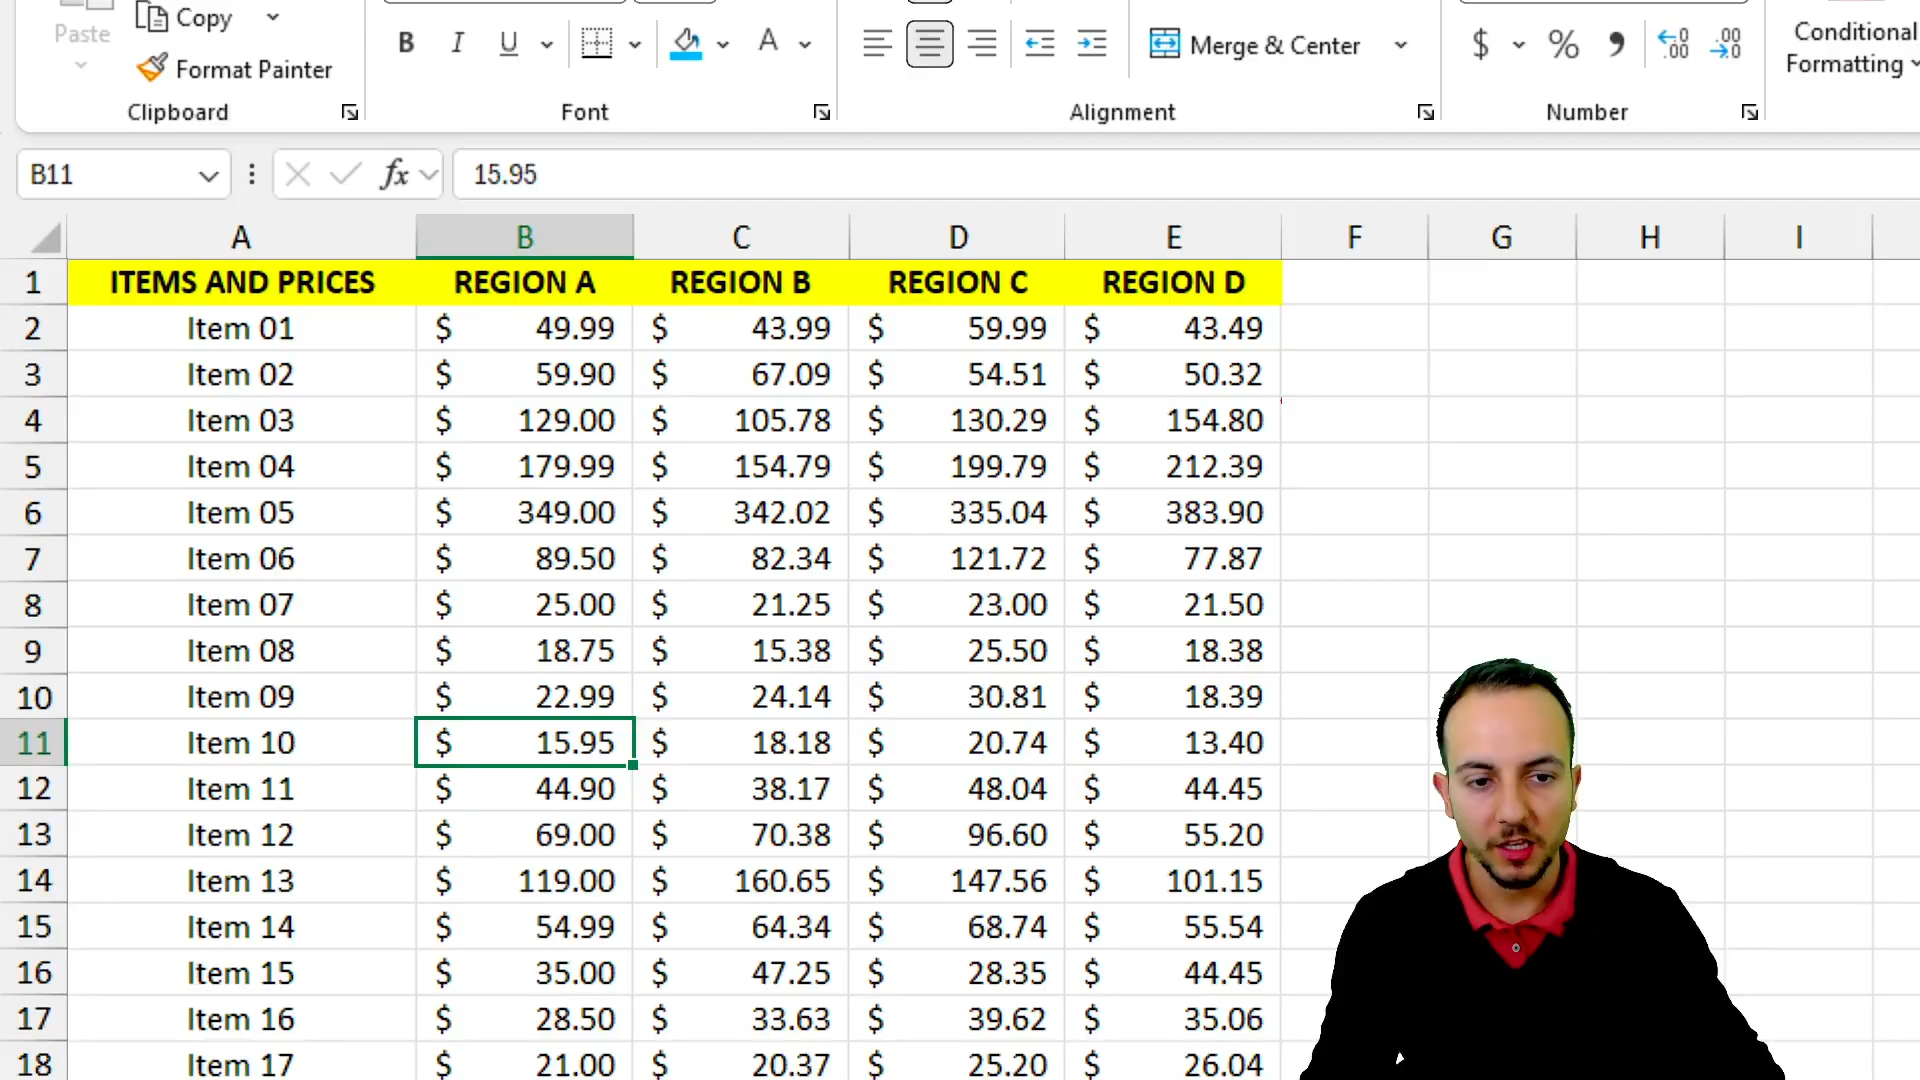 Paste
Copy
Format Painter
Clipboard
B I U A
Font
Merge & Center
Alignment
$ % , .00 .00
Number
Conditional
Formatting
B11 fx 15.95
A B C D E F G H I
1 ITEMS AND PRICES REGION A REGION B REGION C REGION D
2 Item 01 $ 49.99 $ 43.99 $ 59.99 $ 43.49
3 Item 02 $ 59.90 $ 67.09 $ 54.51 $ 50.32
4 Item 03 $ 129.00 $ 105.78 $ 130.29 $ 154.80
5 Item 04 $ 179.99 $ 154.79 $ 199.79 $ 212.39
6 Item 05 $ 349.00 $ 342.02 $ 335.04 $ 383.90
7 Item 06 $ 89.50 $ 82.34 $ 121.72 $ 77.87
8 Item 07 $ 25.00 $ 21.25 $ 23.00 $ 21.50
9 Item 08 $ 18.75 $ 15.38 $ 25.50 $ 18.38
10 Item 09 $ 22.99 $ 24.14 $ 30.81 $ 18.39
11 Item 10 $ 15.95 $ 18.18 $ 20.74 $ 13.40
12 Item 11 $ 44.90 $ 38.17 $ 48.04 $ 44.45
13 Item 12 $ 69.00 $ 70.38 $ 96.60 $ 55.20
14 Item 13 $ 119.00 $ 160.65 $ 147.56 $ 101.15
15 Item 14 $ 54.99 $ 64.34 $ 68.74 $ 55.54
16 Item 15 $ 35.00 $ 47.25 $ 28.35 $ 44.45
17 Item 16 $ 28.50 $ 33.63 $ 39.62 $ 35.06
18 Item 17 $ 21.00 $ 20.37 $ 25.20 $ 26.04